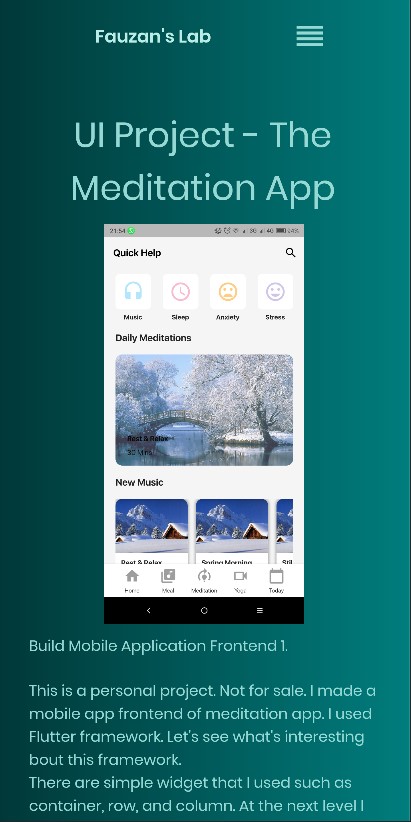 Fauzan's Lab
UI Project - The
Meditation App
21:54
3G 4G 24%
Quick Help
Music Sleep Anxiety Stress
Daily Meditations
Rest & Relax
30 Mins
New Music
Rest & Relax Spring Morning Stil
Home Meal Meditation Yoga Today
Build Mobile Application Frontend 1.
This is a personal project. Not for sale. I made a
mobile app frontend of meditation app. I used
Flutter framework. Let's see what's interesting
bout this framework.
There are simple widget that I used such as
container, row, and column. At the next level I